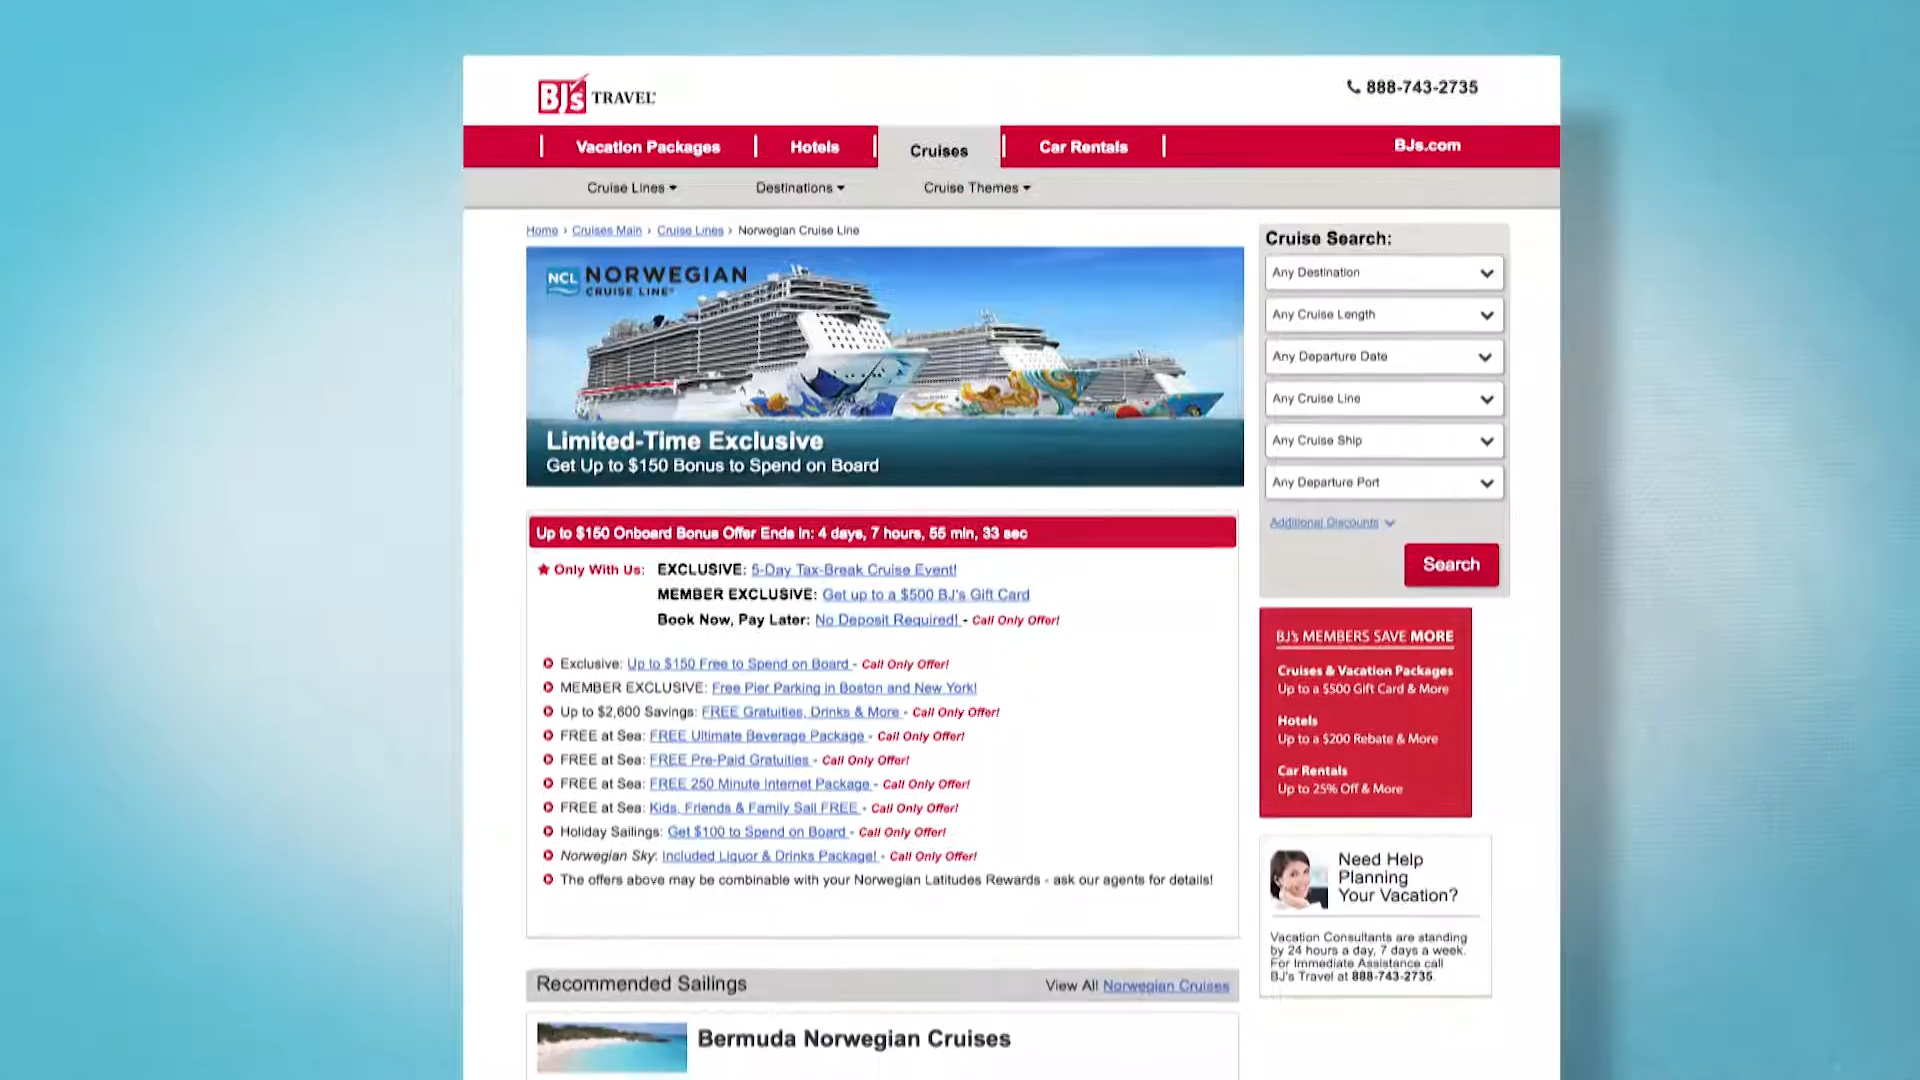 BJ's TRAVEL
888-743-2735
Vacation Packages
Hotels
Cruises
Car Rentals
BJs.com
Cruise Lines
Destinations
Cruise Themes
Home › Cruises Main › Cruise Lines › Norwegian Cruise Line
NCL NORWEGIAN
CRUISE LINE®
Limited-Time Exclusive
Get Up to $150 Bonus to Spend on Board
Up to $150 Onboard Bonus Offer Ends in: 4 days, 7 hours, 55 min, 33 sec
Only With Us: EXCLUSIVE: 5-Day Tax-Break Cruise Event!
MEMBER EXCLUSIVE: Get up to a $500 BJ's Gift Card
Book Now, Pay Later: No Deposit Required! - Call Only Offer!
Exclusive: Up to $150 Free to Spend on Board - Call Only Offer!
MEMBER EXCLUSIVE: Free Pier Parking in Boston and New York!
Up to $2,600 Savings: FREE Gratuities, Drinks & More - Call Only Offer!
FREE at Sea: FREE Ultimate Beverage Package - Call Only Offer!
FREE at Sea: FREE Pre-Paid Gratuities - Call Only Offer!
FREE at Sea: FREE 250 Minute Internet Package - Call Only Offer!
FREE at Sea: Kids, Friends & Family Sail FREE - Call Only Offer!
Holiday Sailings: Get $100 to Spend on Board - Call Only Offer!
Norwegian Sky: Included Liquor & Drinks Package! - Call Only Offer!
The offers above may be combinable with your Norwegian Latitudes Rewards - ask our agents for details!
Recommended Sailings
View All Norwegian Cruises
Bermuda Norwegian Cruises
Cruise Search:
Any Destination
Any Cruise Length
Any Departure Date
Any Cruise Line
Any Cruise Ship
Any Departure Port
Additional Discounts
Search
BJ's MEMBERS SAVE MORE
Cruises & Vacation Packages
Up to a $500 Gift Card & More
Hotels
Up to a $200 Rebate & More
Car Rentals
Up to 25% Off & More
Need Help
Planning
Your Vacation?
Vacation Consultants are standing
by 24 hours a day, 7 days a week.
For Immediate Assistance call
BJ's Travel at 888-743-2735.